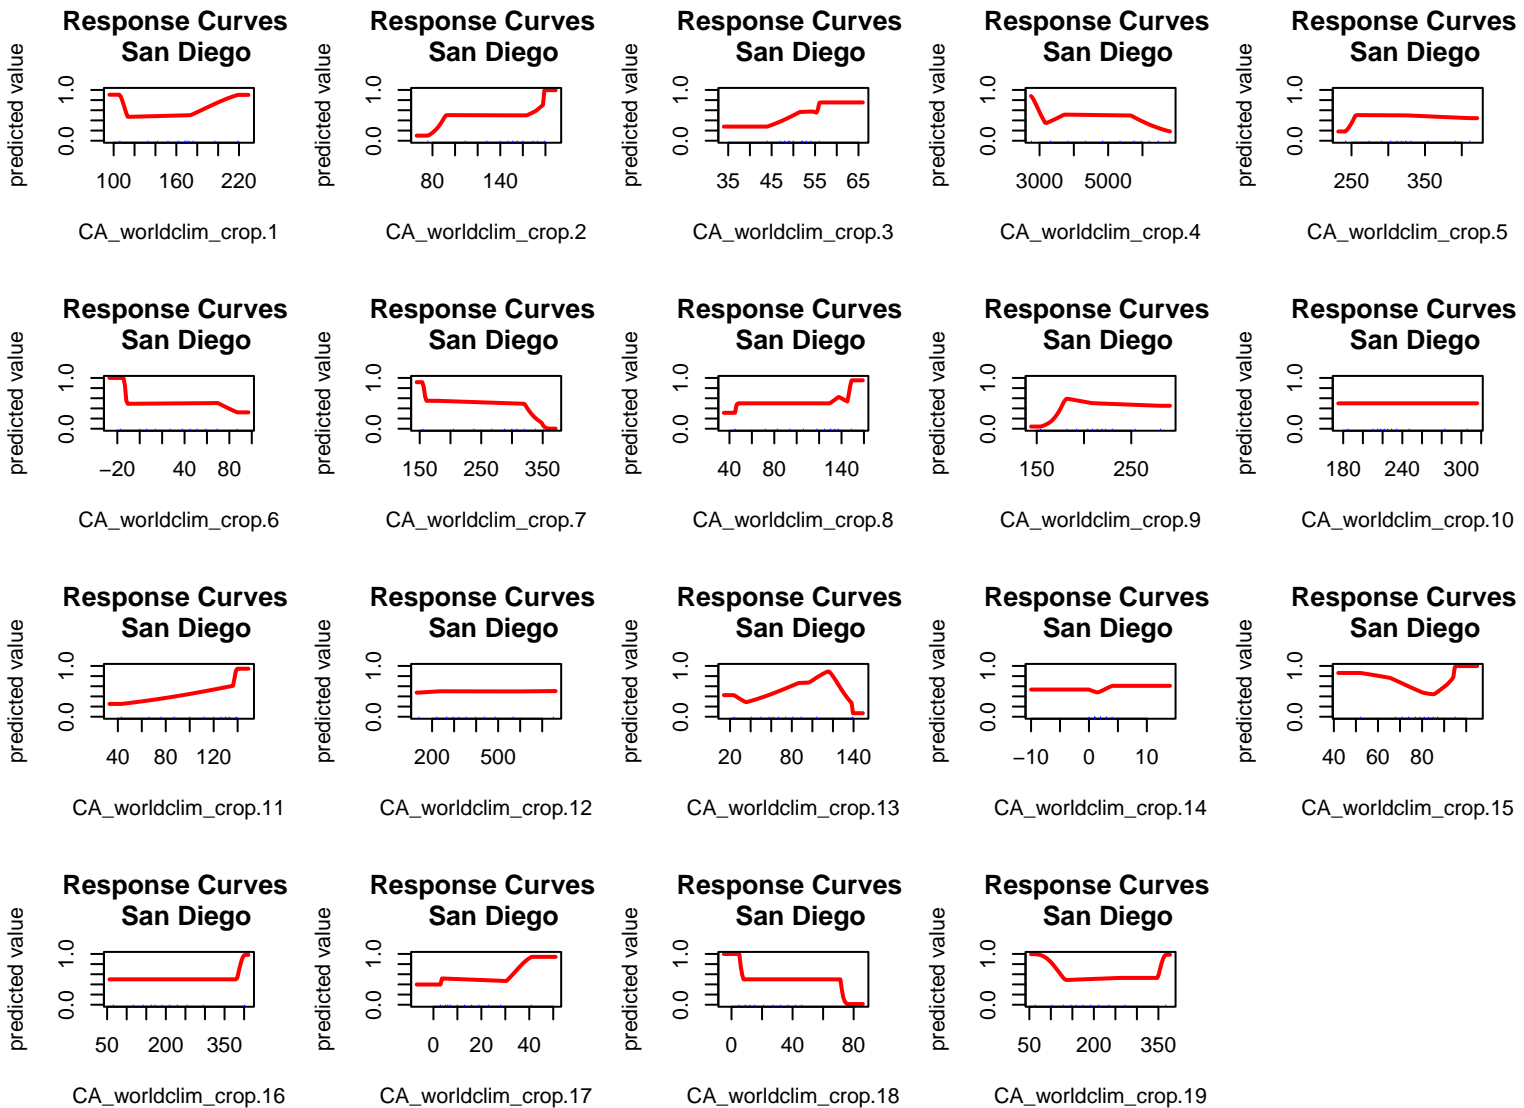 Response Curves
San Diego
predicted value
0.0 1.0
100 160 220
CA_worldclim_crop.1
Response Curves
San Diego
predicted value
0.0 1.0
80 140
CA_worldclim_crop.2
Response Curves
San Diego
predicted value
0.0 1.0
35 45 55 65
CA_worldclim_crop.3
Response Curves
San Diego
predicted value
0.0 1.0
3000 5000
CA_worldclim_crop.4
Response Curves
San Diego
predicted value
0.0 1.0
250 350
CA_worldclim_crop.5
Response Curves
San Diego
predicted value
0.0 1.0
−20 40 80
CA_worldclim_crop.6
Response Curves
San Diego
predicted value
0.0 1.0
150 250 350
CA_worldclim_crop.7
Response Curves
San Diego
predicted value
0.0 1.0
40 80 140
CA_worldclim_crop.8
Response Curves
San Diego
predicted value
0.0 1.0
150 250
CA_worldclim_crop.9
Response Curves
San Diego
predicted value
0.0 1.0
180 240 300
CA_worldclim_crop.10
Response Curves
San Diego
predicted value
0.0 1.0
40 80 120
CA_worldclim_crop.11
Response Curves
San Diego
predicted value
0.0 1.0
200 500
CA_worldclim_crop.12
Response Curves
San Diego
predicted value
0.0 1.0
20 80 140
CA_worldclim_crop.13
Response Curves
San Diego
predicted value
0.0 1.0
−10 0 10
CA_worldclim_crop.14
Response Curves
San Diego
predicted value
0.0 1.0
40 60 80
CA_worldclim_crop.15
Response Curves
San Diego
predicted value
0.0 1.0
50 200 350
CA_worldclim_crop.16
Response Curves
San Diego
predicted value
0.0 1.0
0 20 40
CA_worldclim_crop.17
Response Curves
San Diego
predicted value
0.0 1.0
0 40 80
CA_worldclim_crop.18
Response Curves
San Diego
predicted value
0.0 1.0
50 200 350
CA_worldclim_crop.19